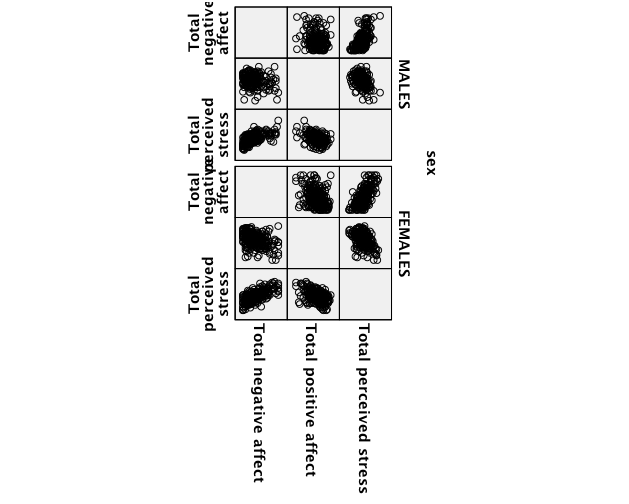 sex
MALES
FEMALES
Total
negative
affect
Total
perceived
stress
Total
negative
affect
Total
perceived
stress
Total negative affect
Total positive affect
Total perceived stress